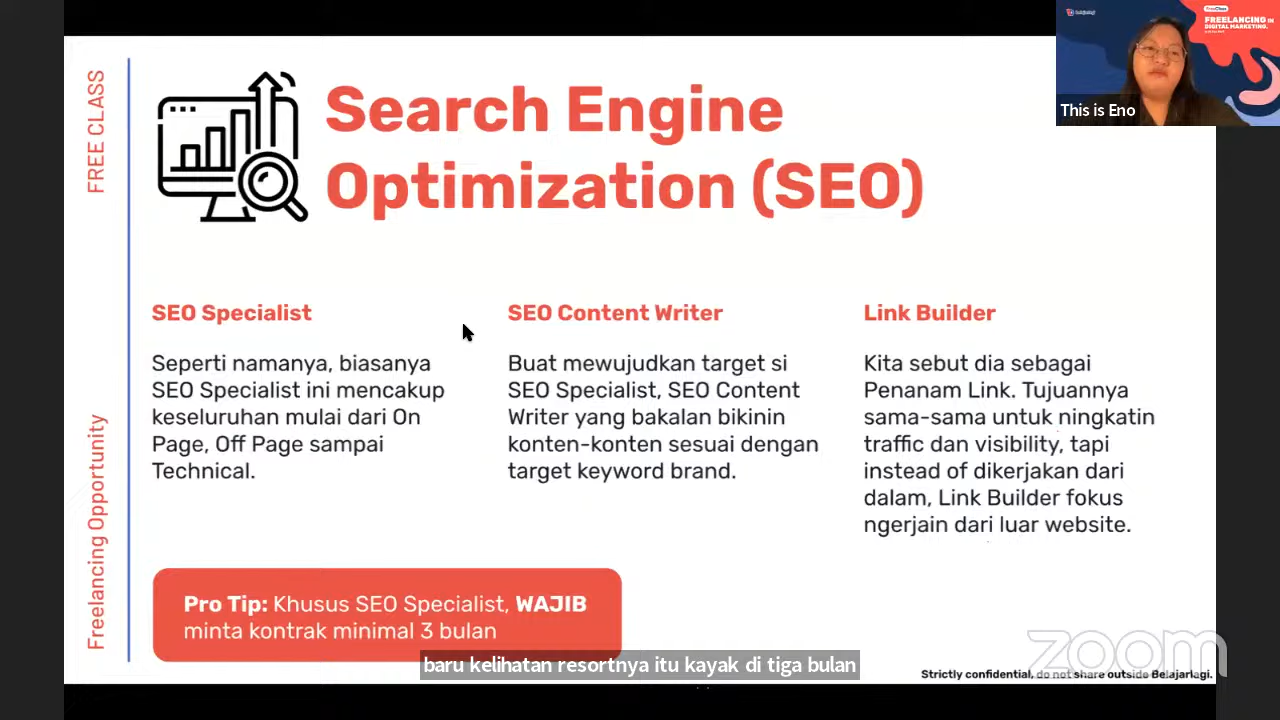 FREE CLASS
Freelancing Opportunity
Search Engine
Optimization (SEO)
SEO Specialist
Seperti namanya, biasanya
SEO Specialist ini mencakup
keseluruhan mulai dari On
Page, Off Page sampai
Technical.
SEO Content Writer
Buat mewujudkan target si
SEO Specialist, SEO Content
Writer yang bakalan bikinin
konten-konten sesuai dengan
target keyword brand.
Link Builder
Kita sebut dia sebagai
Penanam Link. Tujuannya
sama-sama untuk ningkatin
traffic dan visibility, tapi
instead of dikerjakan dari
dalam, Link Builder fokus
ngerjain dari luar website.
Pro Tip: Khusus SEO Specialist, WAJIB
minta kontrak minimal 3 bulan
baru kelihatan resortnya itu kayak di tiga bulan
Strictly confidential, do not share outside Belajarlagi.
zoom
Belajarlagi
FreeClass
FREELANCING IN
DIGITAL MARKETING.
This is Eno